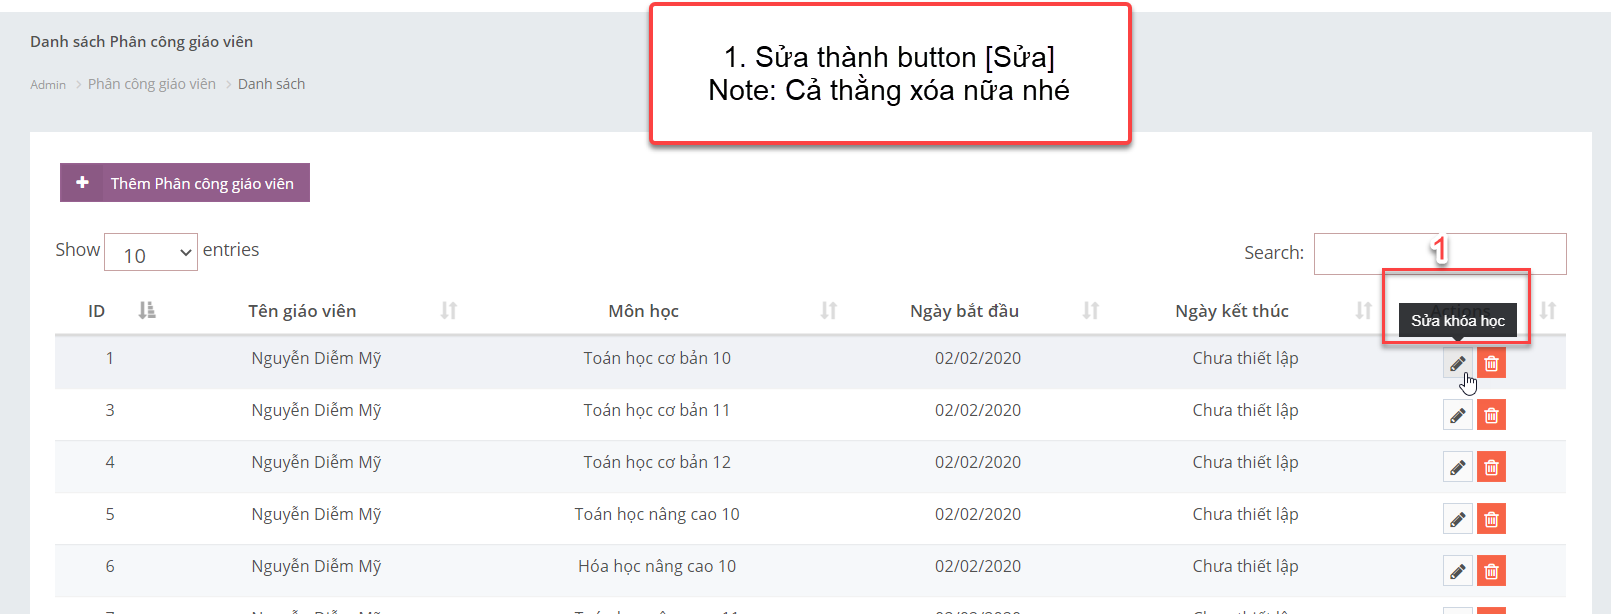 Danh sách Phân công giáo viên
Admin > Phân công giáo viên > Danh sách
1. Sửa thành button [Sửa]
Note: Cả thằng xóa nữa nhé
Thêm Phân công giáo viên
Show 10 entries
Search:
1
ID Tên giáo viên Môn học Ngày bắt đầu Ngày kết thúc Actions
Sửa khóa học
1 Nguyễn Diễm Mỹ Toán học cơ bản 10 02/02/2020 Chưa thiết lập
3 Nguyễn Diễm Mỹ Toán học cơ bản 11 02/02/2020 Chưa thiết lập
4 Nguyễn Diễm Mỹ Toán học cơ bản 12 02/02/2020 Chưa thiết lập
5 Nguyễn Diễm Mỹ Toán học nâng cao 10 02/02/2020 Chưa thiết lập
6 Nguyễn Diễm Mỹ Hóa học nâng cao 10 02/02/2020 Chưa thiết lập